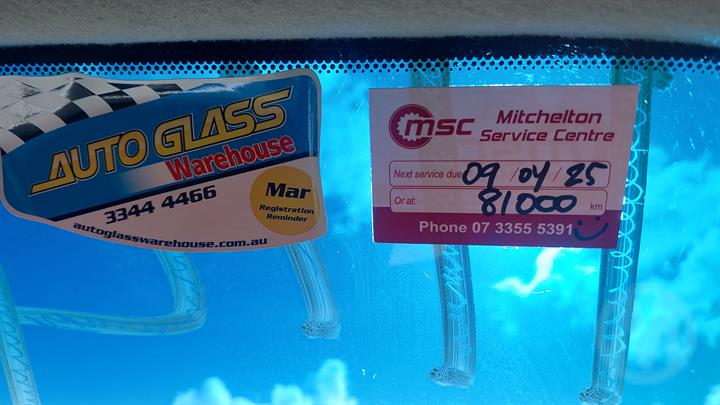 AUTO GLASS
Warehouse
3344 4466
autoglasswarehouse.com.au
Mar
Registration
Reminder
msc
Mitchelton
Service Centre
Next service due: 09 / 04 / 25
Or at: 81000 km
Phone 07 3355 5391